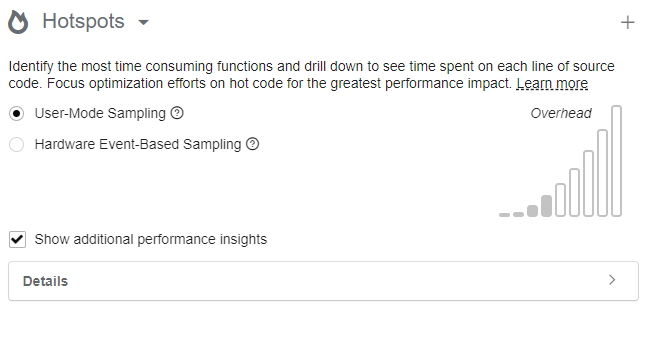 Hotspots
Identify the most time consuming functions and drill down to see time spent on each line of source
code. Focus optimization efforts on hot code for the greatest performance impact. Learn more
User-Mode Sampling ?
Overhead
Hardware Event-Based Sampling ?
Show additional performance insights
Details